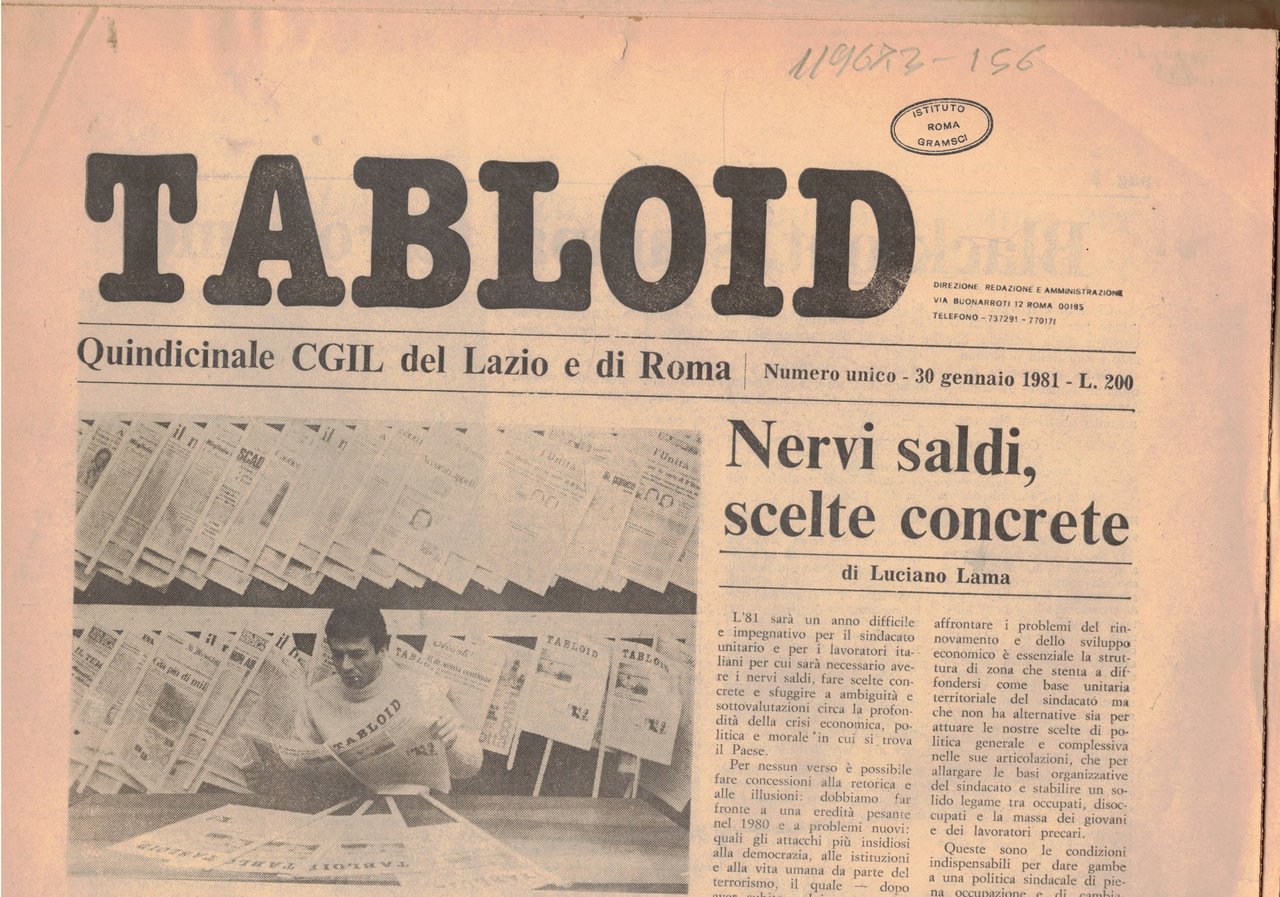 119683-156
ISTITUTO
ROMA
GRAMSCI
TABLOID
DIREZIONE, REDAZIONE E AMMINISTRAZIONE
VIA BUONARROTI 12 ROMA 00185
TELEFONO - 737291 - 770171
Quindicinale CGIL del Lazio e di Roma
Numero unico - 30 gennaio 1981 - L. 200
l'Unità
l'Unità
SCAO
TABLOID
TABLOID
TABLOID
Nervi saldi,
scelte concrete
di Luciano Lama
L'81 sarà un anno difficile
e impegnativo per il sindacato
unitario e per i lavoratori ita-
liani per cui sarà necessario ave-
re i nervi saldi, fare scelte con-
crete e sfuggire a ambiguità e
sottovalutazioni circa la profon-
dità della crisi economica, po-
litica e morale in cui si trova
il Paese.
Per nessun verso è possibile
fare concessioni alla retorica e
alle illusioni: dobbiamo far
fronte a una eredità pesante
nel 1980 e a problemi nuovi:
quali gli attacchi più insidiosi
alla democrazia, alle istituzioni
e alla vita umana da parte del
terrorismo, il quale — dopo
affrontare i problemi del rin-
novamento e dello sviluppo
economico è essenziale la strut-
tura di zona che stenta a dif-
fondersi come base unitaria
territoriale del sindacato ma
che non ha alternative sia per
attuare le nostre scelte di po-
litica generale e complessiva
nelle sue articolazioni, che per
allargare le basi organizzative
del sindacato e stabilire un so-
lido legame tra occupati, disoc-
cupati e la massa dei giovani
e dei lavoratori precari.
Queste sono le condizioni
indispensabili per dare gambe
a una politica sindacale di pie-
na occupazione e di cambia-